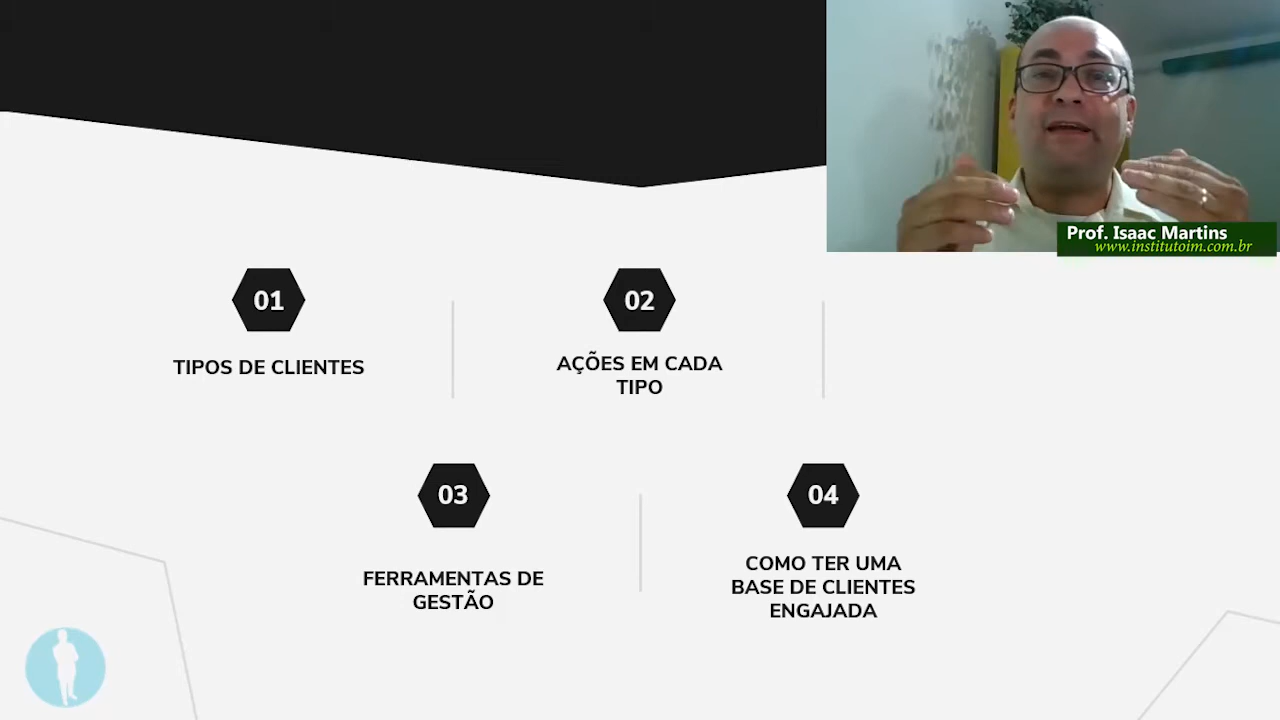 Prof. Isaac Martins
www.institutoim.com.br
01
TIPOS DE CLIENTES
02
AÇÕES EM CADA
TIPO
03
FERRAMENTAS DE
GESTÃO
04
COMO TER UMA
BASE DE CLIENTES
ENGAJADA